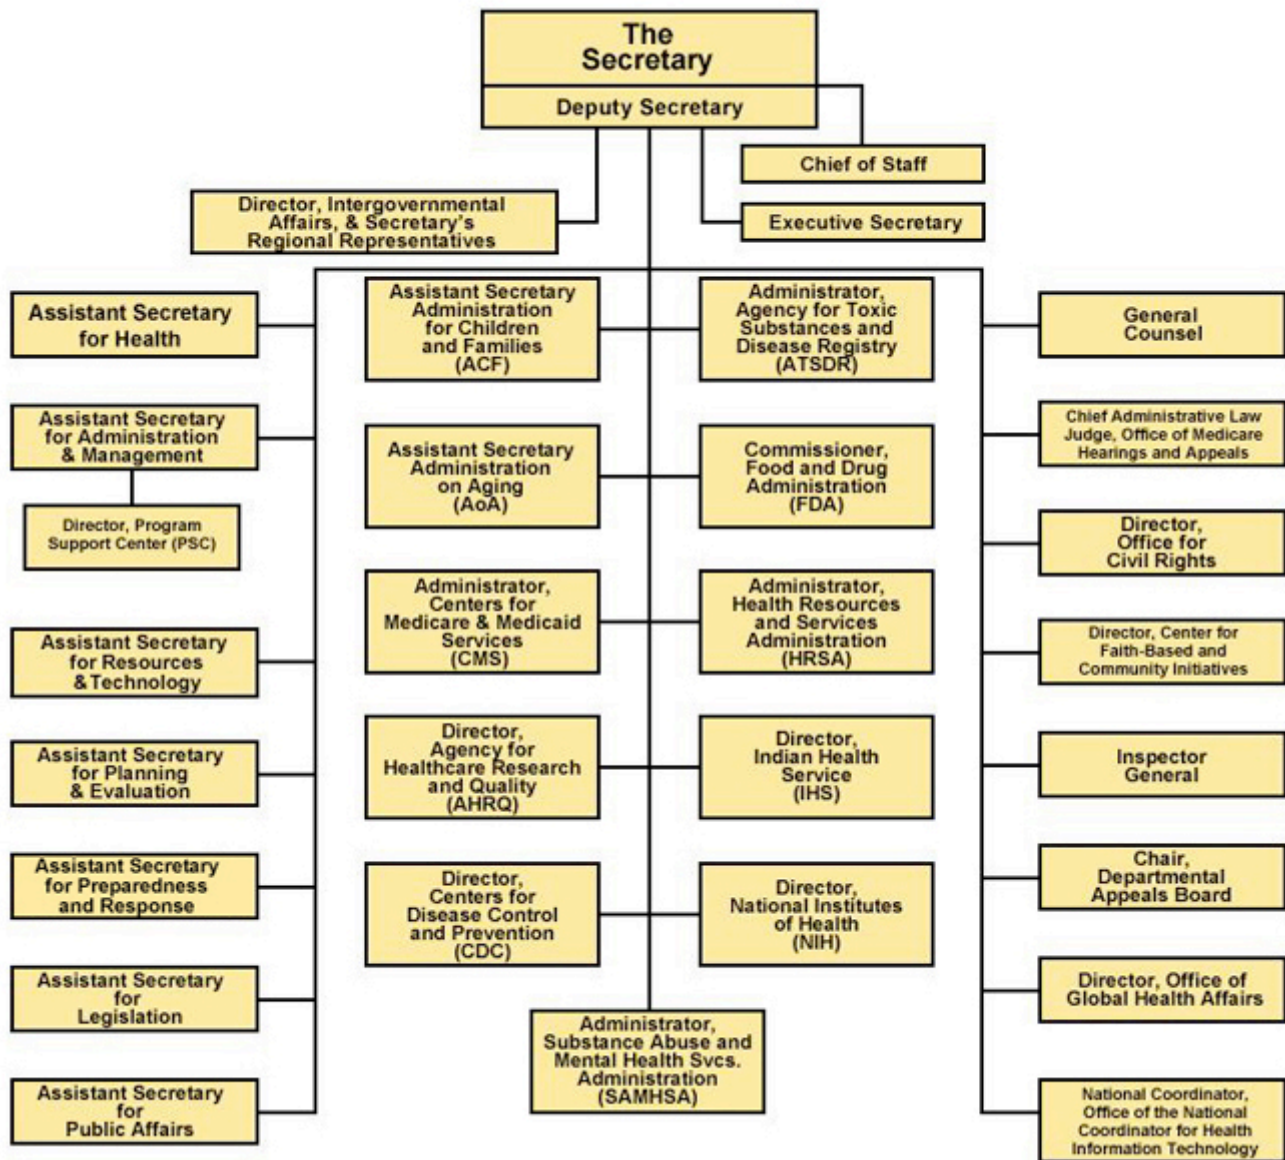 The
Secretary
Deputy Secretary
Chief of Staff
Director, Intergovernmental
Affairs, & Secretary's
Regional Representatives
Executive Secretary
Assistant Secretary
for Health
Assistant Secretary
for Administration
& Management
Director, Program
Support Center (PSC)
Assistant Secretary
for Resources
&Technology
Assistant Secretary
for Planning
& Evaluation
Assistant Secretary
for Preparedness
and Response
Assistant Secretary
for
Legislation
Assistant Secretary
for
Public Affairs
Assistant Secretary
Administration
for Children
and Families
(ACF)
Administrator,
Agency for Toxic
Substances and
Disease Registry
(ATSDR)
Assistant Secretary
Administration
on Aging
(AoA)
Commissioner,
Food and Drug
Administration
(FDA)
Administrator,
Centers for
Medicare & Medicaid
Services
(CMS)
Administrator,
Health Resources
and Services
Administration
(HRSA)
Director,
Agency for
Healthcare Research
and Quality
(AHRQ)
Director,
Indian Health
Service
(IHS)
Director,
Centers for
Disease Control
and Prevention
(CDC)
Director,
National Institutes
of Health
(NIH)
Administrator,
Substance Abuse and
Mental Health Svcs.
Administration
(SAMHSA)
General
Counsel
Chief Administrative Law
Judge, Office of Medicare
Hearings and Appeals
Director,
Office for
Civil Rights
Director, Center for
Faith-Based and
Community Initiatives
Inspector
General
Chair,
Departmental
Appeals Board
Director, Office of
Global Health Affairs
National Coordinator,
Office of the National
Coordinator for Health
Information Technology